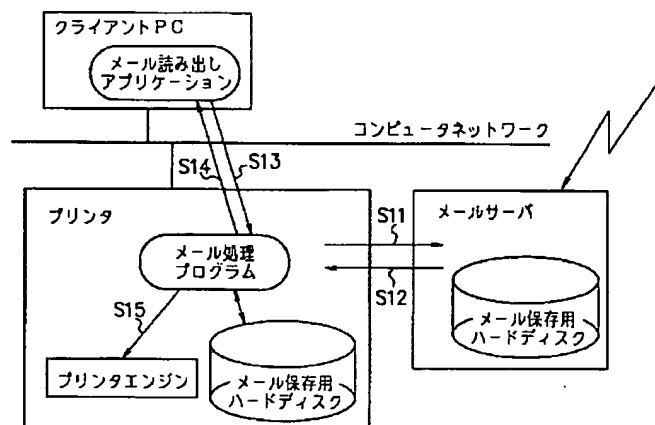 クライアントPC
メール読み出し
アプリケーション
コンピュータネットワーク
S14
S13
プリンタ
メールサーバ
S11
メール処理
プログラム
S12
S15
メール保存用
ハードディスク
プリンタエンジン
メール保存用
ハードディスク